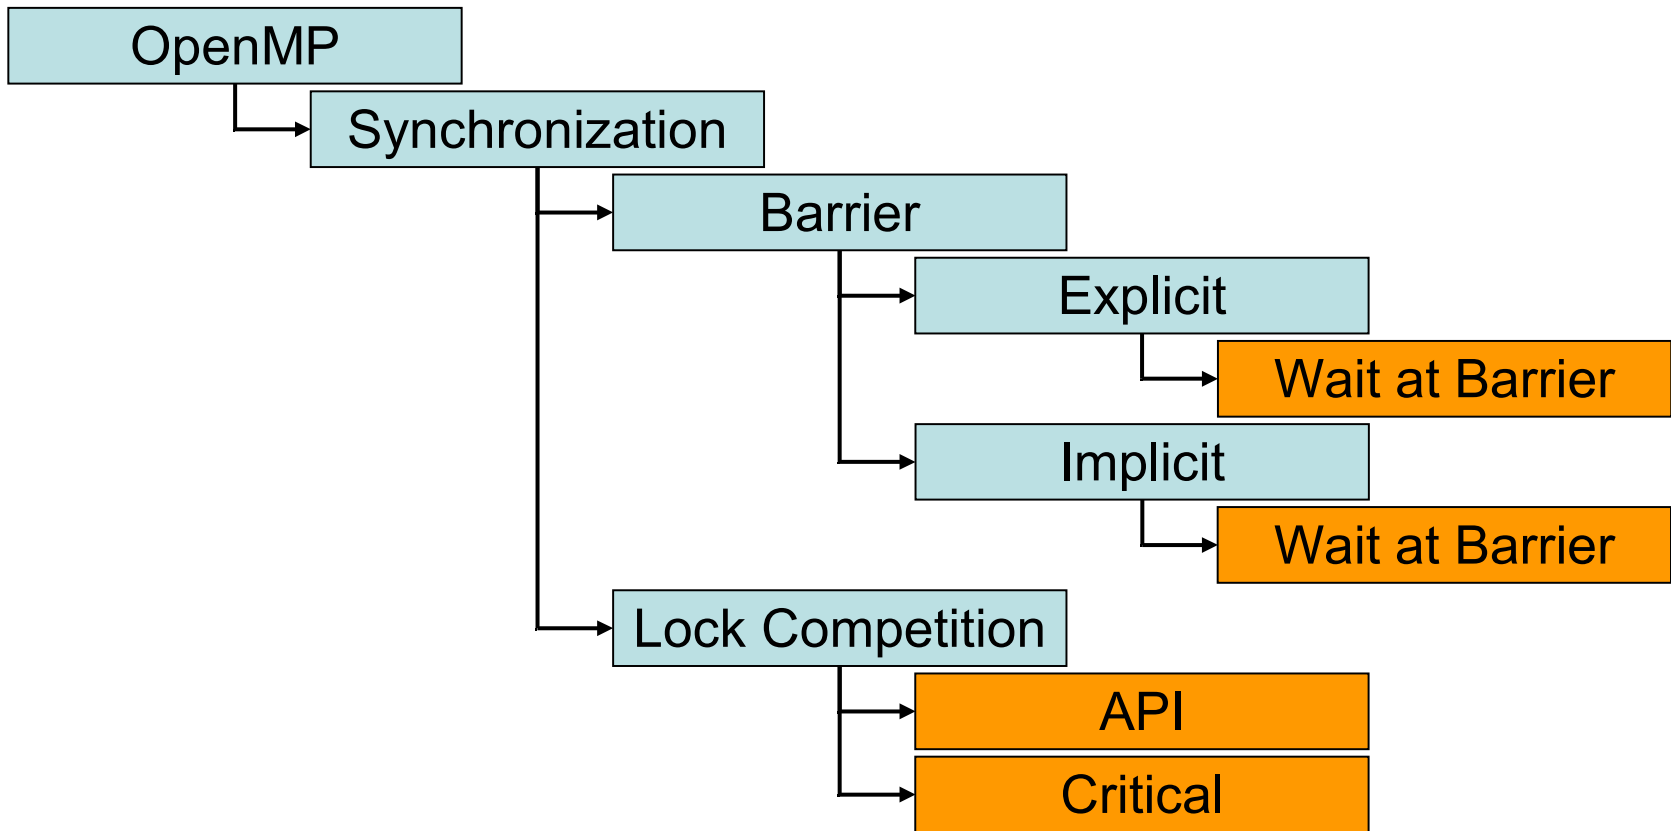 OpenMP
Synchronization
Barrier
Explicit
Wait at Barrier
Implicit
Wait at Barrier
Lock Competition
API
Critical